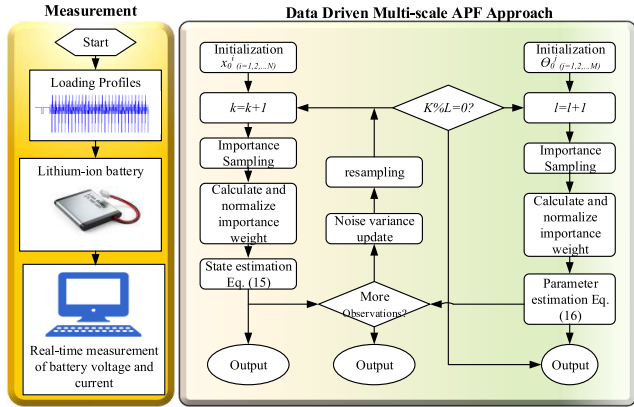 Measurement
Start
Loading Profiles
Lithium-ion battery
Real-time measurement
of battery voltage and
current
Data Driven Multi-scale APF Approach
Initialization
x₀ⁱ (i=1,2,...N)
k=k+1
Importance
Sampling
Calculate and
normalize
importance
weight
State estimation
Eq. (15)
Output
K%L=0?
resampling
Noise variance
update
More
Observations?
Output
Initialization
Θ₀ʲ (j=1,2,...M)
l=l+1
Importance
Sampling
Calculate and
normalize
importance
weight
Parameter
estimation Eq.
(16)
Output